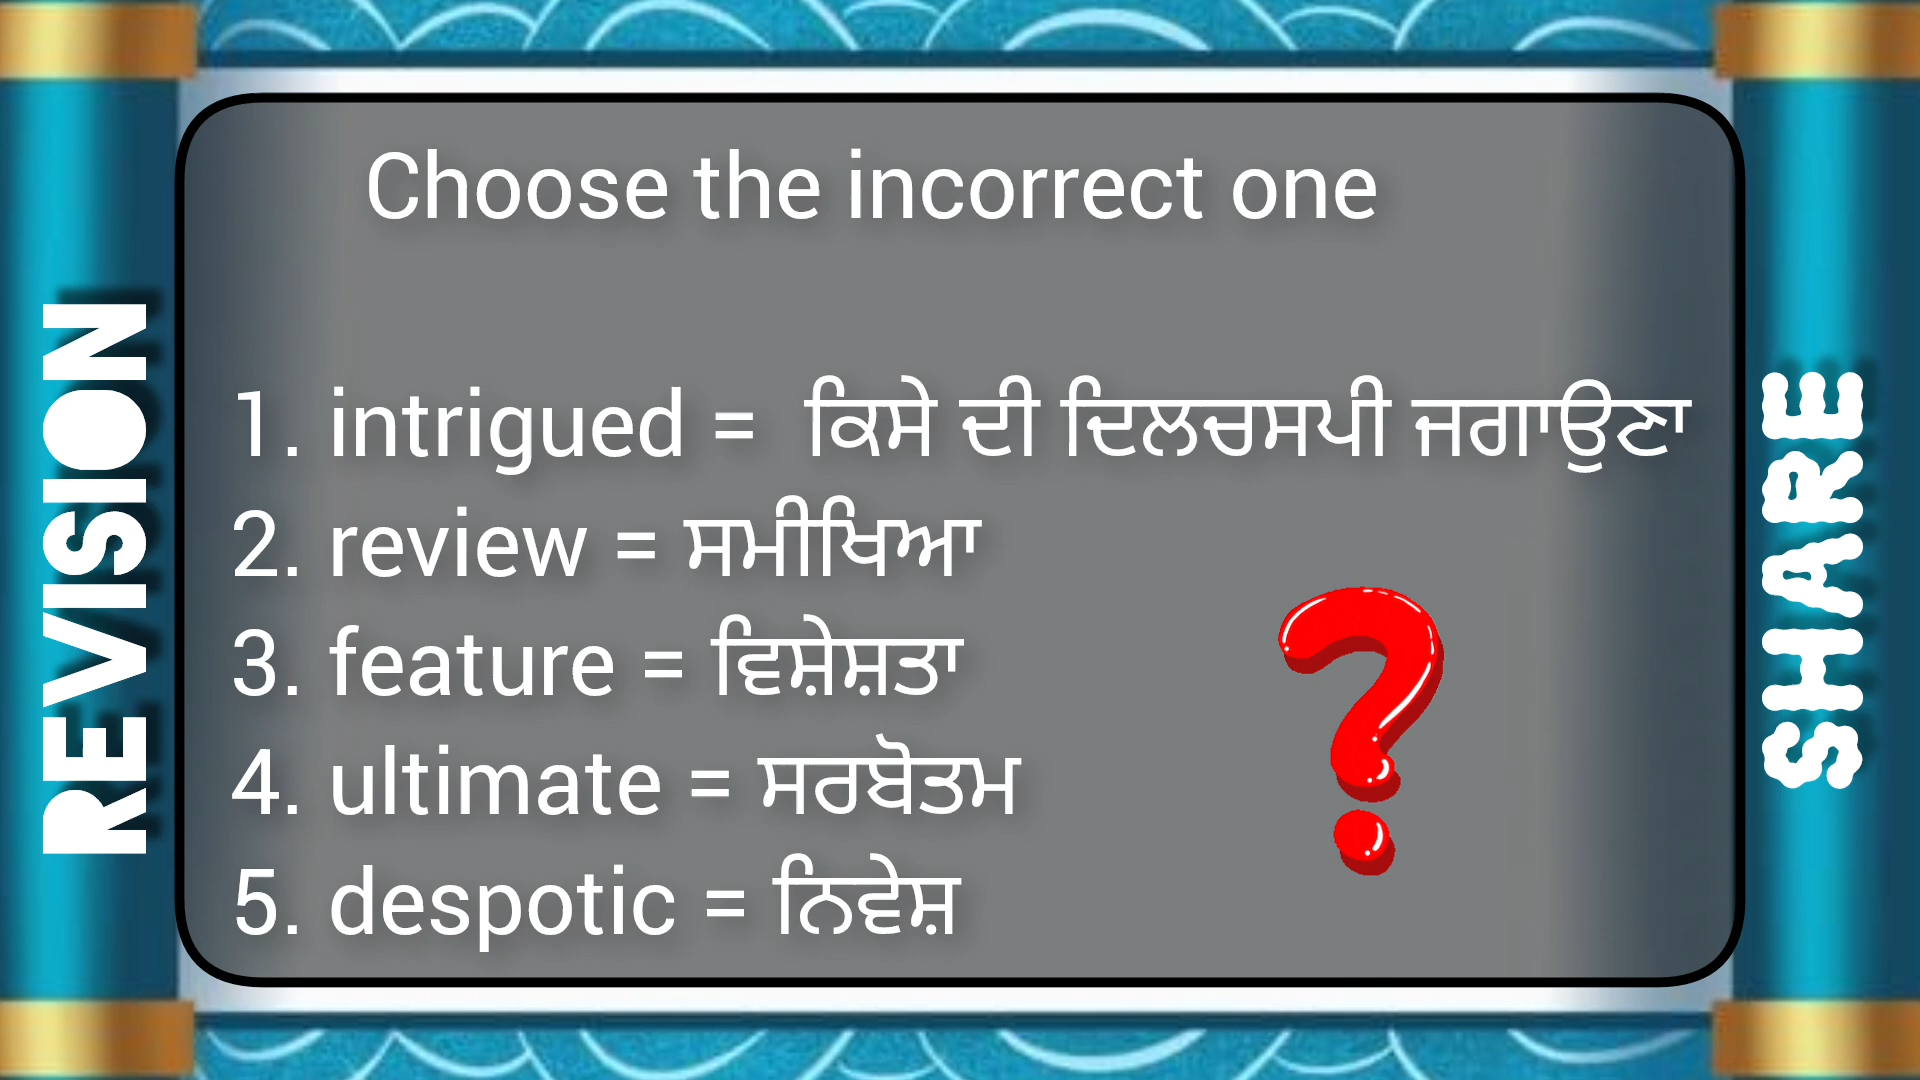 Choose the incorrect one
1. intrigued = ਕਿਸੇ ਦੀ ਦਿਲਚਸਪੀ ਜਗਾਉਣਾ
2. review = ਸਮੀਖਿਆ
3. feature = ਵਿਸ਼ੇਸ਼ਤਾ
4. ultimate = ਸਰਬੋਤਮ
5. despotic = ਨਿਵੇਸ਼
REVISION
SHARE